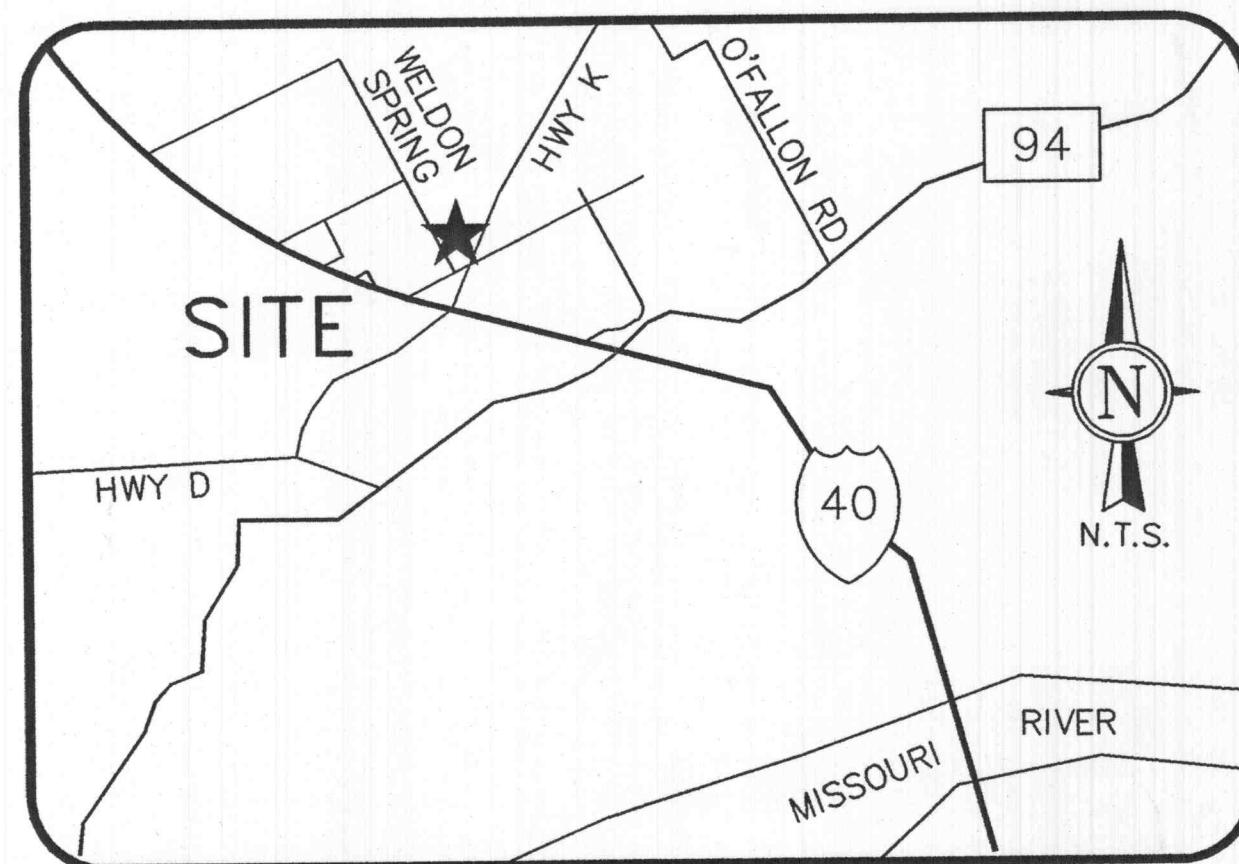 WELDON
SPRING
HWY K
O'FALLON RD
94
SITE
N
N.T.S.
HWY D
40
RIVER
MISSOURI